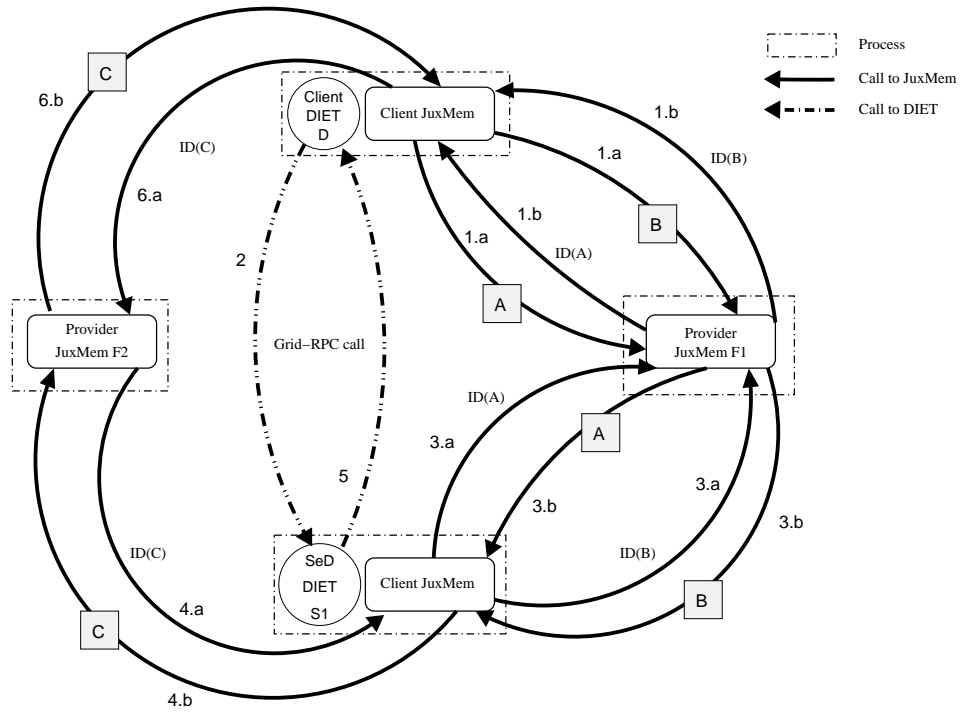 C
Process
Call to JuxMem
Call to DIET
6.b
Client
DIET
D
Client JuxMem
1.b
ID(C)
1.a
ID(B)
6.a
1.b
B
1.a
2
ID(A)
A
Provider
JuxMem F2
Grid−RPC call
Provider
JuxMem F1
ID(A)
A
3.a
5
3.a
3.b
3.b
ID(C)
SeD
DIET
S1
Client JuxMem
ID(B)
B
4.a
C
4.b